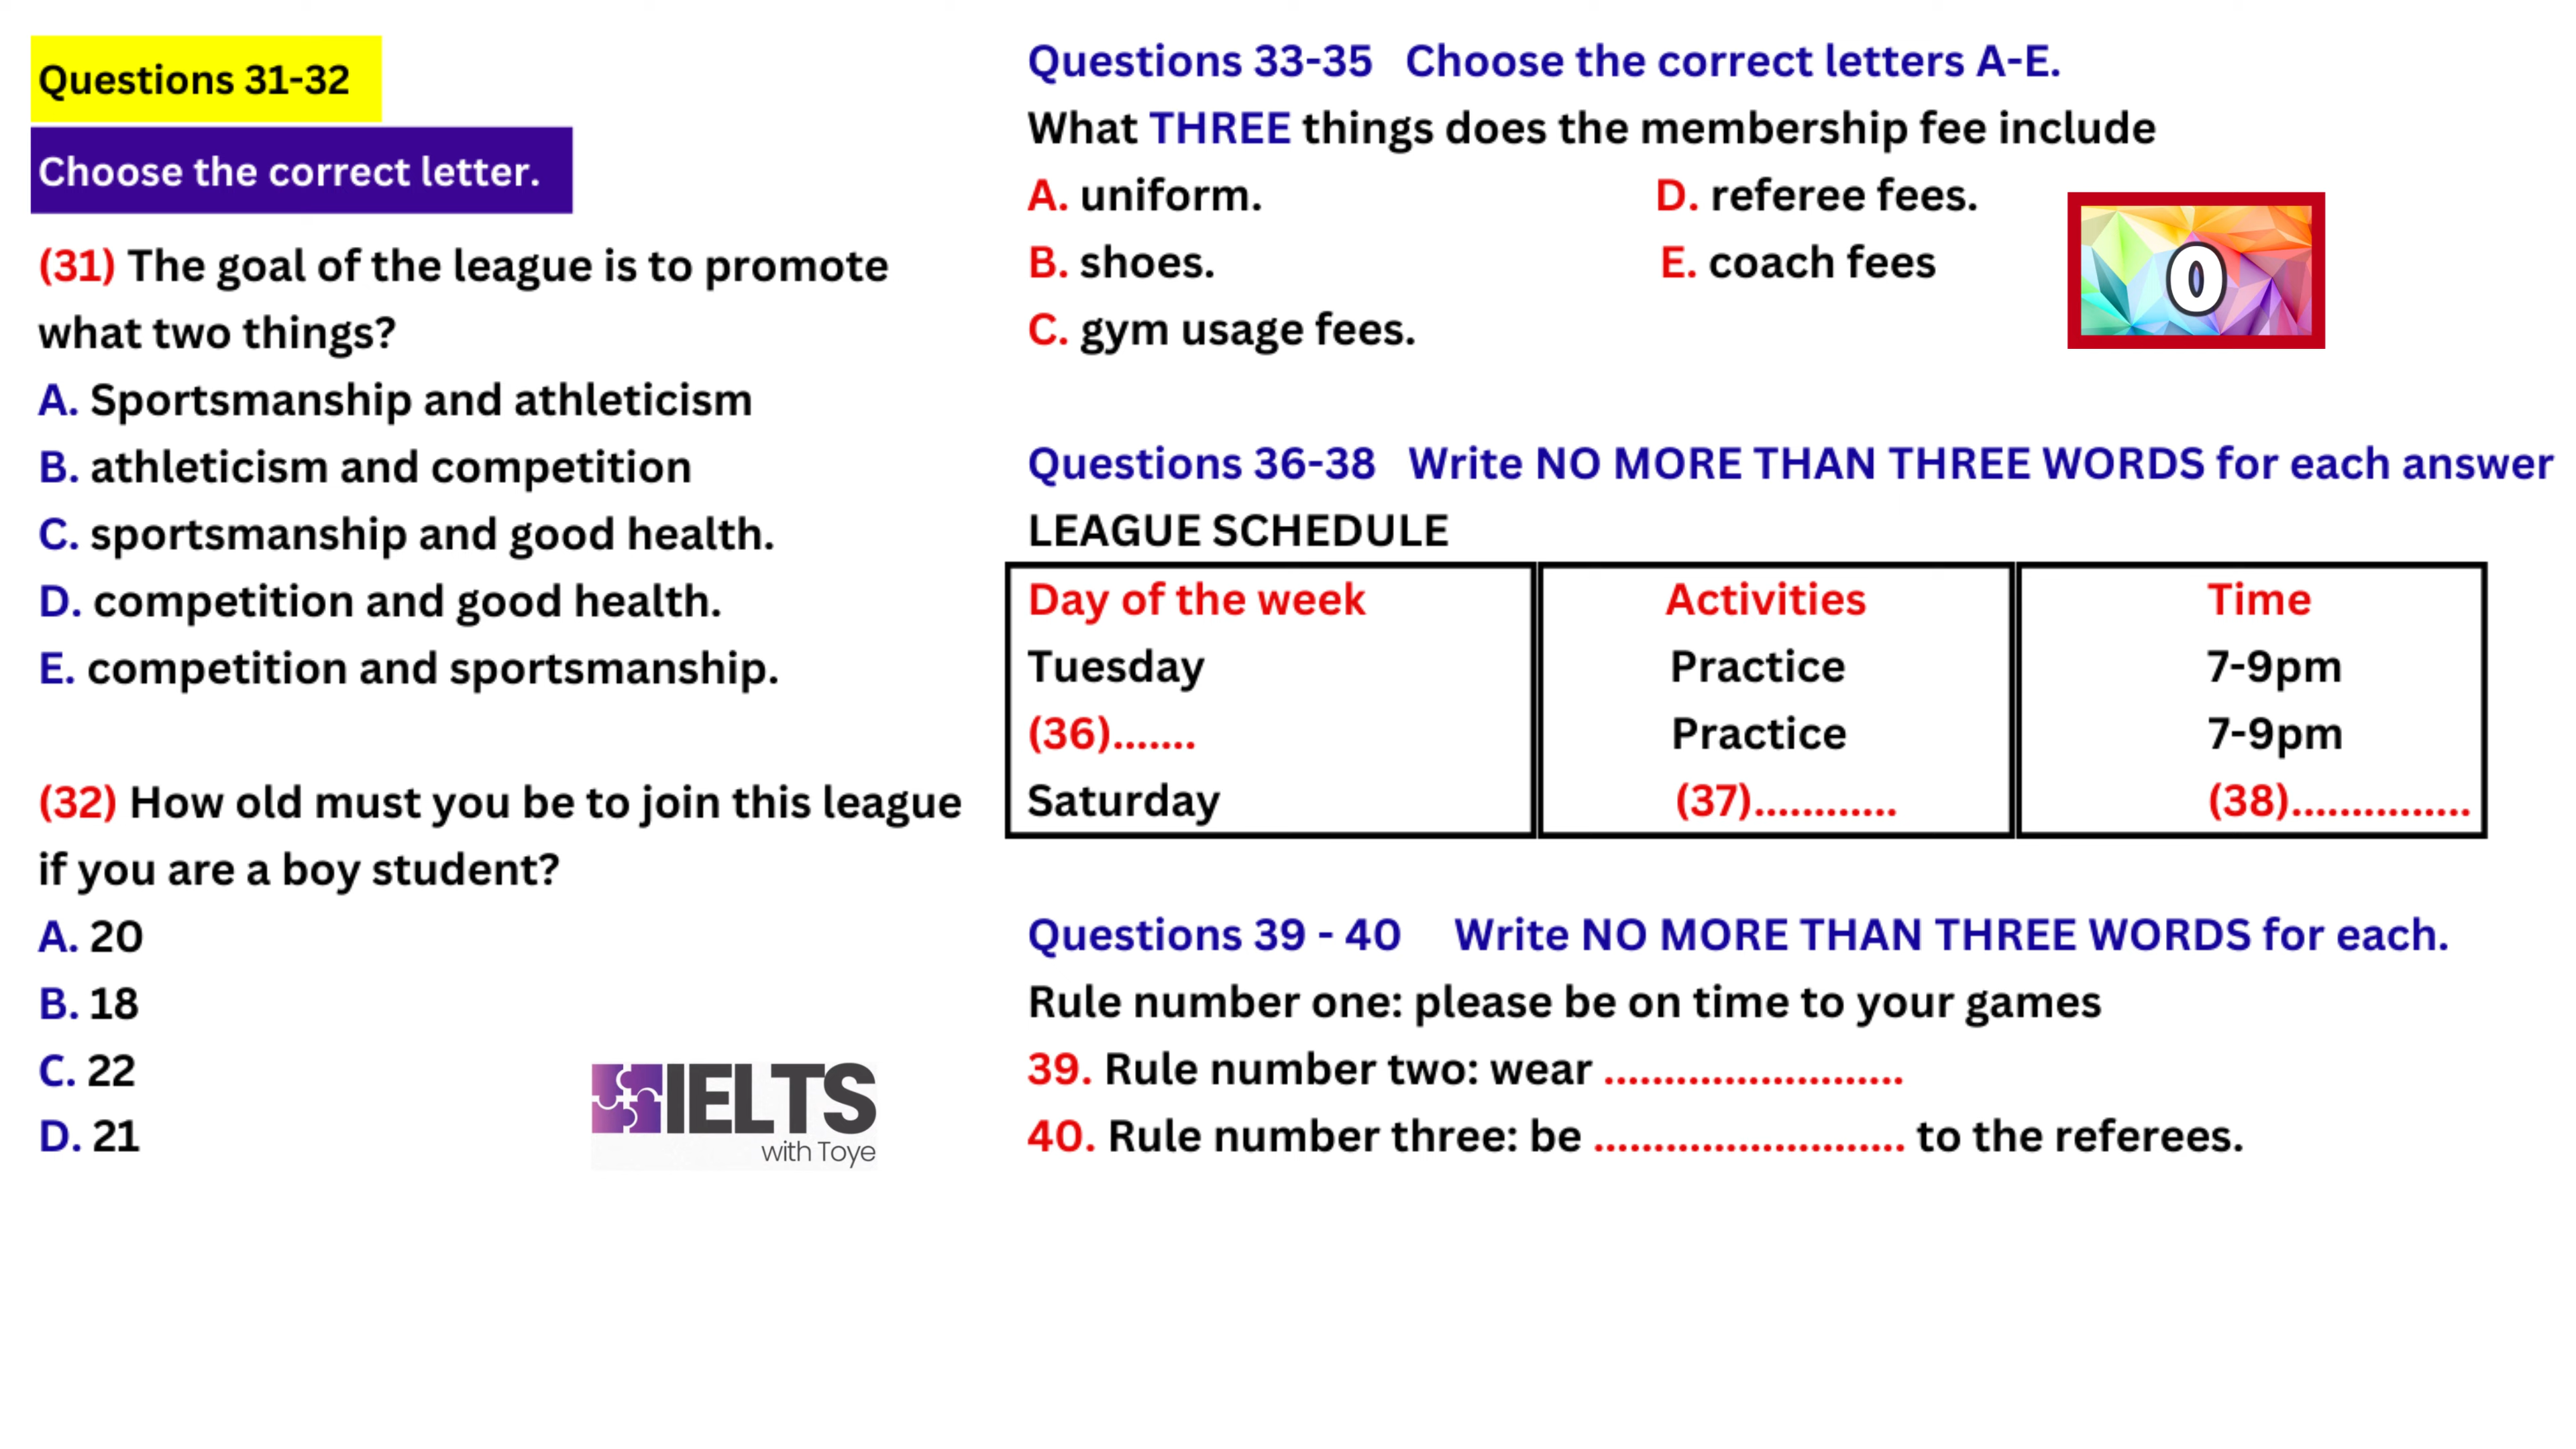 Questions 31-32
Choose the correct letter.
(31) The goal of the league is to promote
what two things?
A. Sportsmanship and athleticism
B. athleticism and competition
C. sportsmanship and good health.
D. competition and good health.
E. competition and sportsmanship.
(32) How old must you be to join this league
if you are a boy student?
A. 20
B. 18
C. 22
D. 21
IELTS
with Toye
Questions 33-35 Choose the correct letters A-E.
What THREE things does the membership fee include
A. uniform. D. referee fees.
B. shoes. E. coach fees
C. gym usage fees.
0
Questions 36-38 Write NO MORE THAN THREE WORDS for each answer
LEAGUE SCHEDULE
Day of the week Activities Time
Tuesday Practice 7-9pm
(36)....... Practice 7-9pm
Saturday (37)............ (38)...............
Questions 39 - 40 Write NO MORE THAN THREE WORDS for each.
Rule number one: please be on time to your games
39. Rule number two: wear .........................
40. Rule number three: be .......................... to the referees.